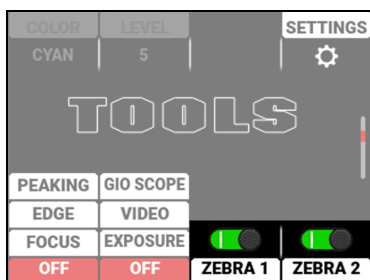 COLOR LEVEL SETTINGS
CYAN 5
TOOLS
PEAKING GIO SCOPE
EDGE VIDEO
FOCUS EXPOSURE
OFF OFF ZEBRA 1 ZEBRA 2